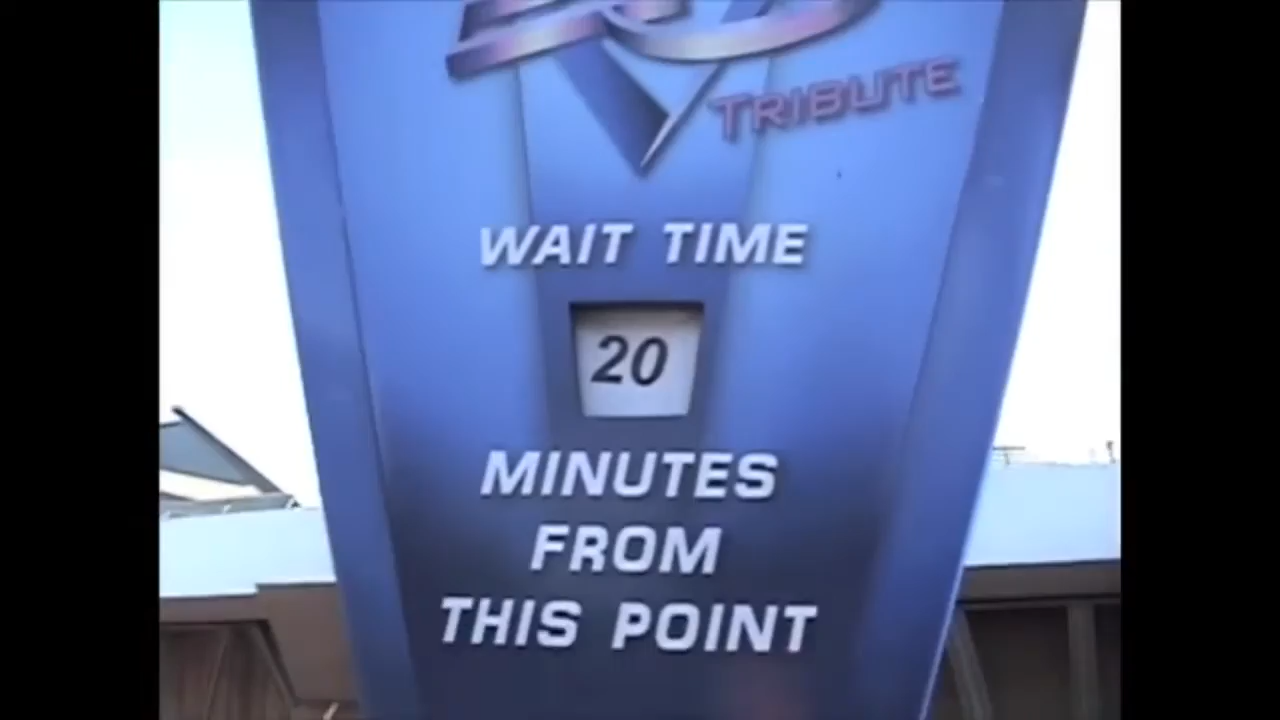 TRIBUTE
WAIT TIME
20
MINUTES
FROM
THIS POINT